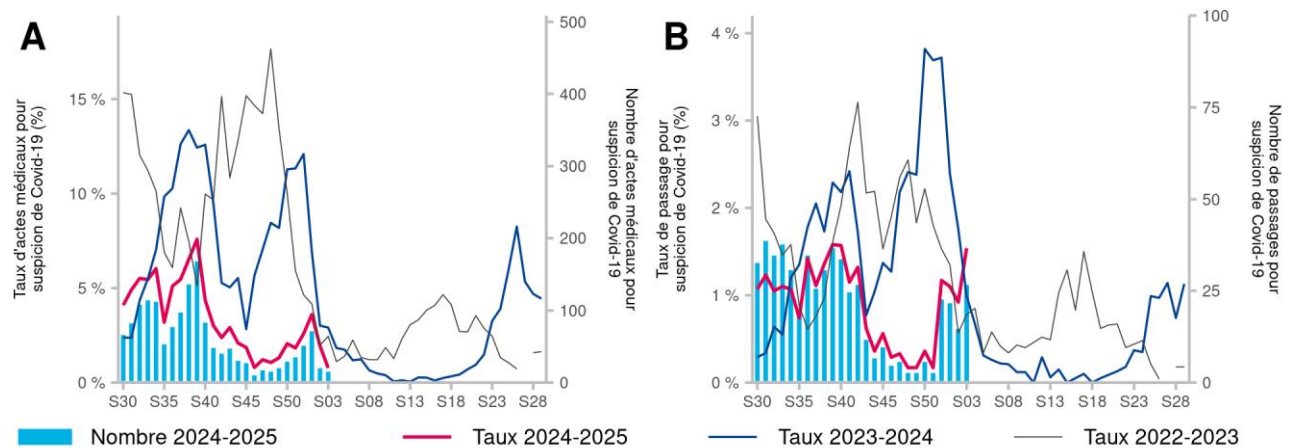 A
Taux d'actes médicaux pour
suspicion de Covid-19 (%)
15 %
10 %
5 %
0 %
500
400
300
200
100
0
Nombre d'actes médicaux pour
suspicion de Covid-19
S30 S35 S40 S45 S50 S03 S08 S13 S18 S23 S28
B
Taux de passage pour
suspicion de Covid-19 (%)
4 %
3 %
2 %
1 %
0 %
100
75
50
25
0
Nombre de passages pour
suspicion de Covid-19
S30 S35 S40 S45 S50 S03 S08 S13 S18 S23 S28
Nombre 2024-2025 Taux 2024-2025 Taux 2023-2024 Taux 2022-2023